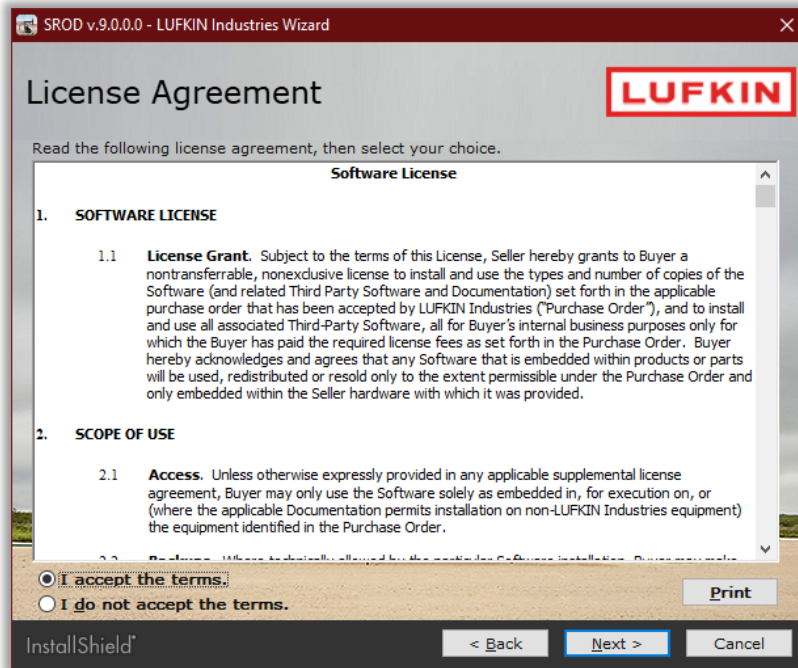 SROD v.9.0.0.0 - LUFKIN Industries Wizard
License Agreement
LUFKIN
Read the following license agreement, then select your choice.
Software License
1. SOFTWARE LICENSE
1.1 License Grant. Subject to the terms of this License, Seller hereby grants to Buyer a
nontransferrable, nonexclusive license to install and use the types and number of copies of the
Software (and related Third Party Software and Documentation) set forth in the applicable
purchase order that has been accepted by LUFKIN Industries ("Purchase Order"), and to install
and use all associated Third-Party Software, all for Buyer's internal business purposes only for
which the Buyer has paid the required license fees as set forth in the Purchase Order. Buyer
hereby acknowledges and agrees that any Software that is embedded within products or parts
will be used, redistributed or resold only to the extent permissible under the Purchase Order and
only embedded within the Seller hardware with which it was provided.
2. SCOPE OF USE
2.1 Access. Unless otherwise expressly provided in any applicable supplemental license
agreement, Buyer may only use the Software solely as embedded in, for execution on, or
(where the applicable Documentation permits installation on non-LUFKIN Industries equipment)
the equipment identified in the Purchase Order.
I accept the terms.
I do not accept the terms.
Print
InstallShield
< Back
Next >
Cancel